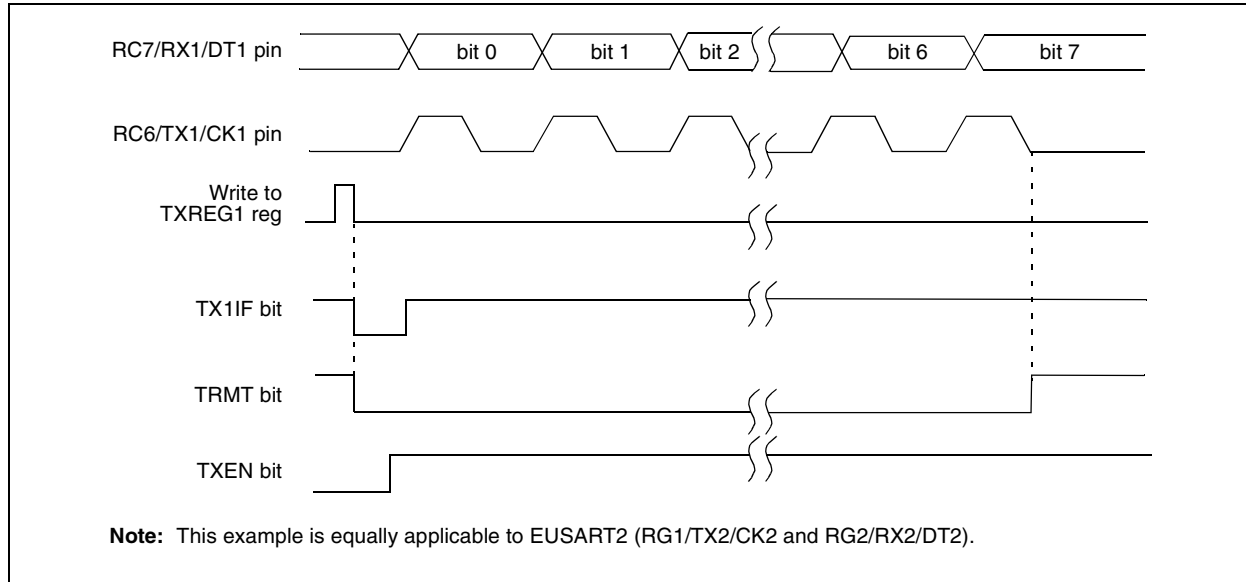 RC7/RX1/DT1 pin
bit 0 bit 1 bit 2 bit 6 bit 7
RC6/TX1/CK1 pin
Write to
TXREG1 reg
TX1IF bit
TRMT bit
TXEN bit
Note: This example is equally applicable to EUSART2 (RG1/TX2/CK2 and RG2/RX2/DT2).